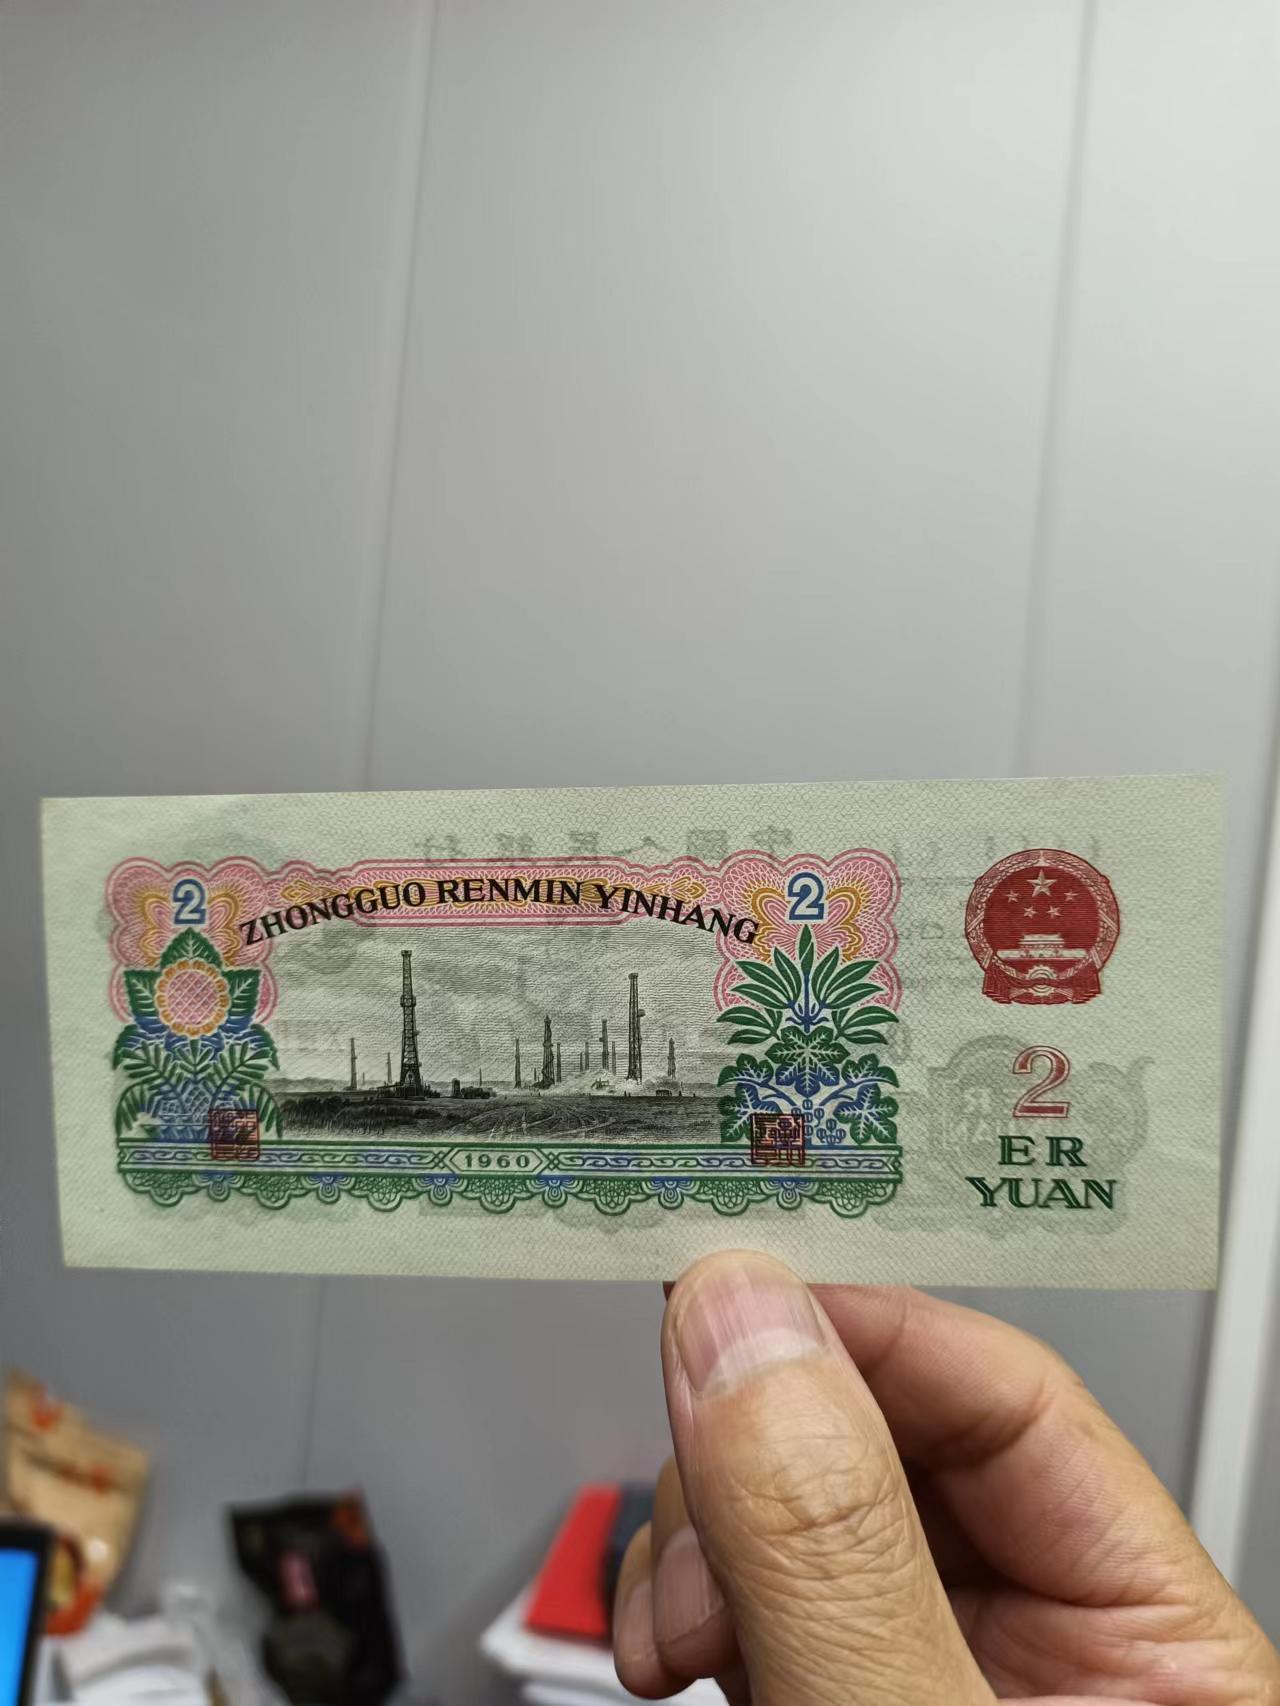 2
ZHONGGUO RENMIN YINHANG
2
1960
2
ER
YUAN